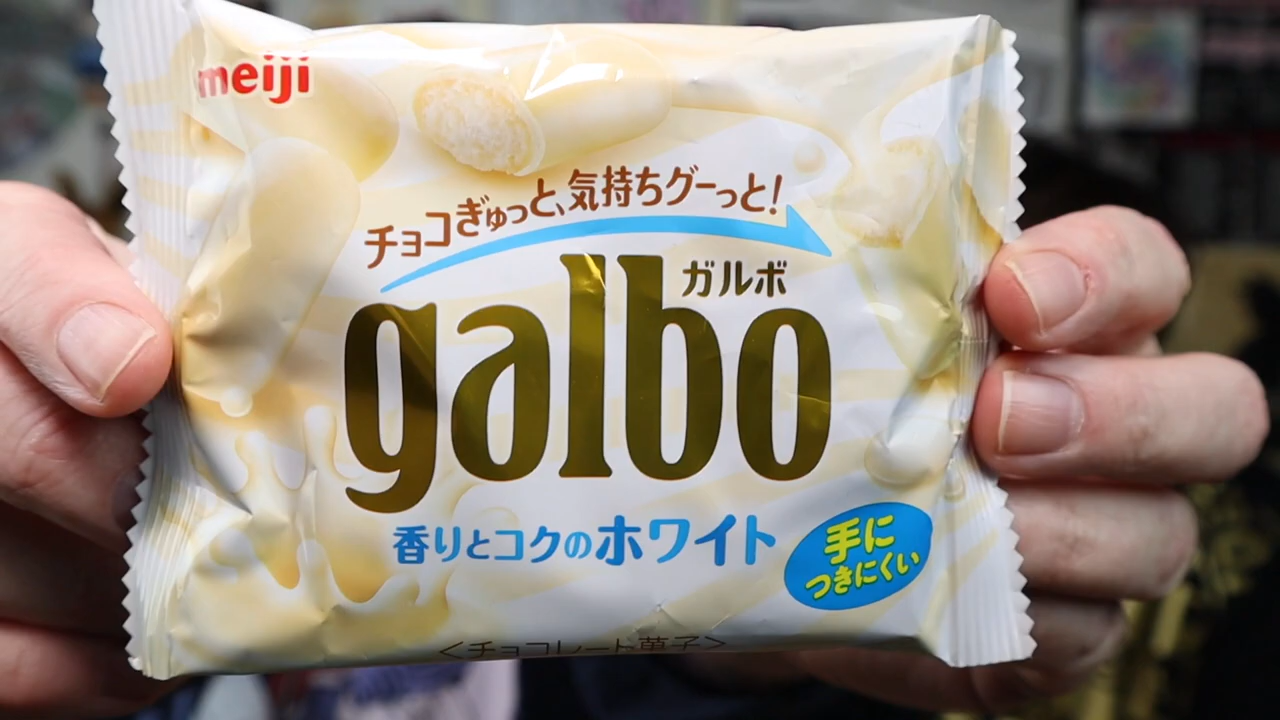 meiji
チョコぎゅっと、気持ちグーっと!
ガルボ
galbo
香りとコクのホワイト
手に
つきにくい
<チョコレート菓子>